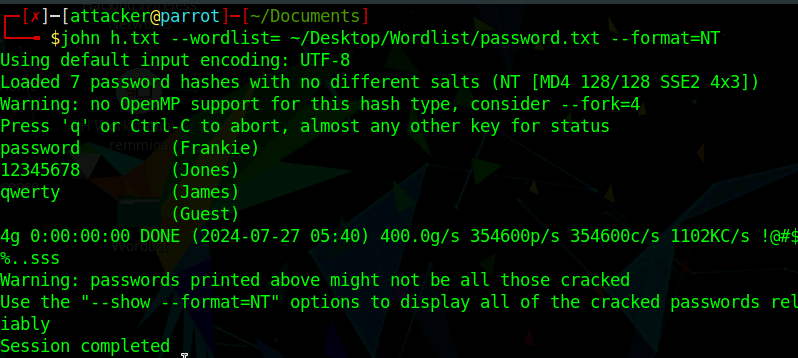 ┌─[✗]─[attacker@parrot]─[~/Documents]
└──╼ $john h.txt --wordlist= ~/Desktop/Wordlist/password.txt --format=NT
Using default input encoding: UTF-8
Loaded 7 password hashes with no different salts (NT [MD4 128/128 SSE2 4x3])
Warning: no OpenMP support for this hash type, consider --fork=4
Press 'q' or Ctrl-C to abort, almost any other key for status
password         (Frankie)
12345678         (Jones)
qwerty           (James)
                 (Guest)
4g 0:00:00:00 DONE (2024-07-27 05:40) 400.0g/s 354600p/s 354600c/s 1102KC/s !@#$
%..sss
Warning: passwords printed above might not be all those cracked
Use the "--show --format=NT" options to display all of the cracked passwords rel
iably
Session completed